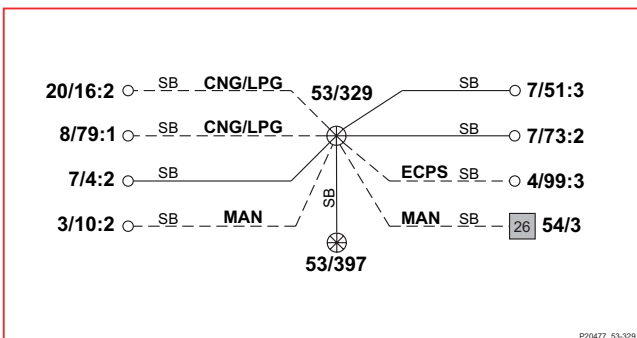 20/16:2 SB CNG/LPG 53/329 SB 7/51:3
8/79:1 SB CNG/LPG SB 7/73:2
7/4:2 SB SB ECPS SB 4/99:3
3/10:2 SB MAN MAN SB 26 54/3
53/397
P20477_53-329